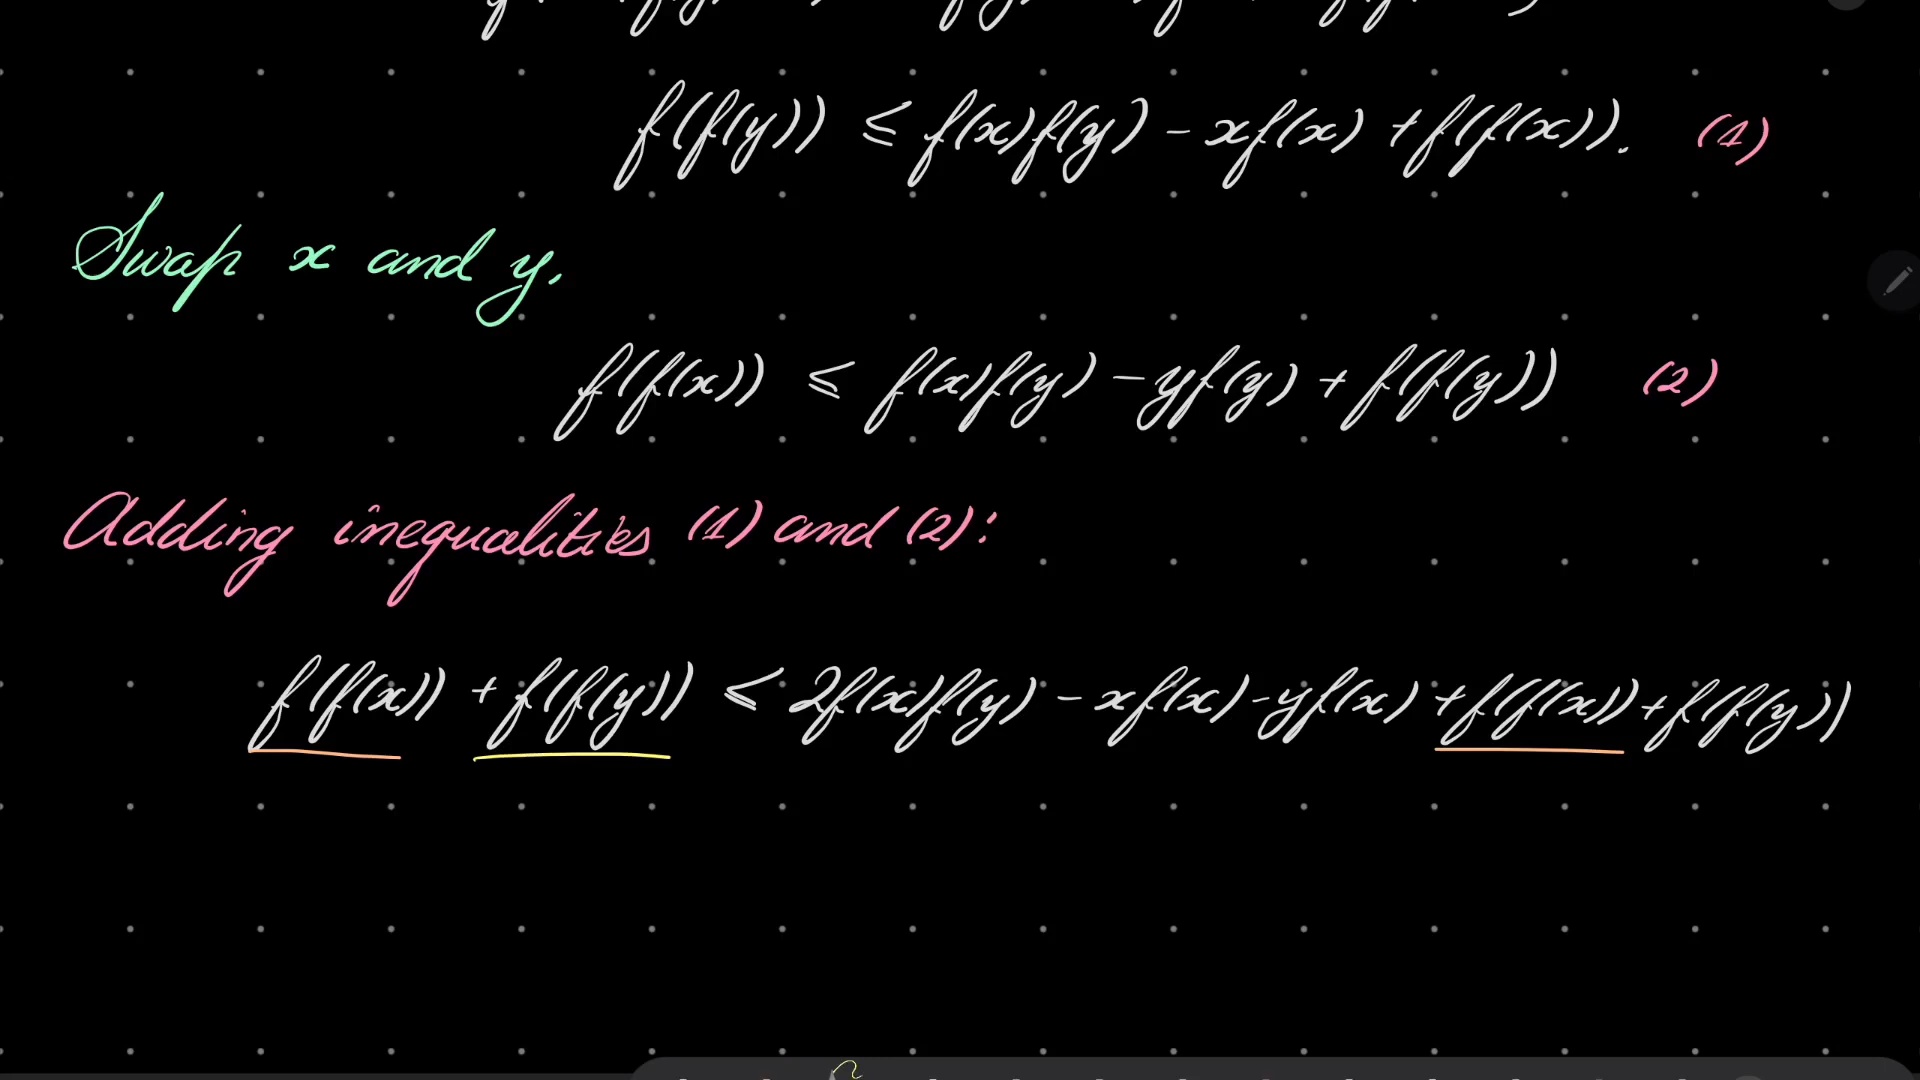 f(f(y)) ≤ f(x)f(y) - xf(x) + f(f(x)). (1)
Swap x and y.
f(f(x)) ≤ f(x)f(y) - yf(y) + f(f(y)) (2)
Adding inequalities (1) and (2):
f(f(x)) + f(f(y)) ≤ 2f(x)f(y) - xf(x) - yf(x) + f(f(x)) + f(f(y))